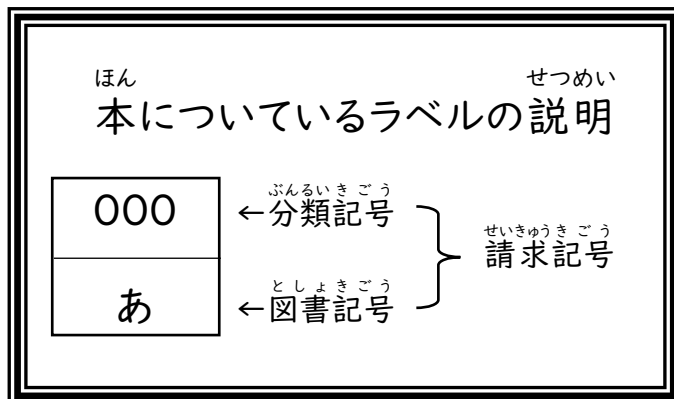 ほん せつめい
本についているラベルの説明
000
ぶんるいきごう
←分類記号
せいきゅうきごう
請求記号
あ
としょきごう
←図書記号